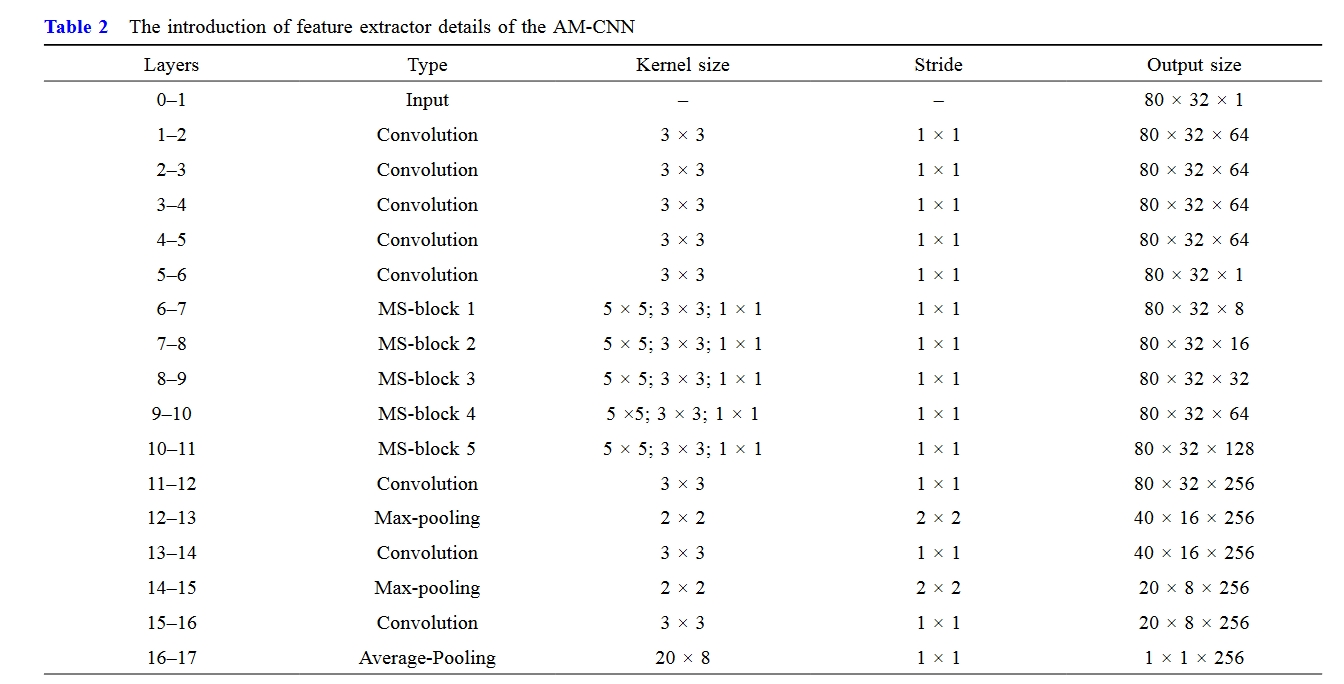 Table 2 The introduction of feature extractor details of the AM-CNN
Layers Type Kernel size Stride Output size
0–1 Input – – 80 × 32 × 1
1–2 Convolution 3 × 3 1 × 1 80 × 32 × 64
2–3 Convolution 3 × 3 1 × 1 80 × 32 × 64
3–4 Convolution 3 × 3 1 × 1 80 × 32 × 64
4–5 Convolution 3 × 3 1 × 1 80 × 32 × 64
5–6 Convolution 3 × 3 1 × 1 80 × 32 × 1
6–7 MS-block 1 5 × 5; 3 × 3; 1 × 1 1 × 1 80 × 32 × 8
7–8 MS-block 2 5 × 5; 3 × 3; 1 × 1 1 × 1 80 × 32 × 16
8–9 MS-block 3 5 × 5; 3 × 3; 1 × 1 1 × 1 80 × 32 × 32
9–10 MS-block 4 5 ×5; 3 × 3; 1 × 1 1 × 1 80 × 32 × 64
10–11 MS-block 5 5 × 5; 3 × 3; 1 × 1 1 × 1 80 × 32 × 128
11–12 Convolution 3 × 3 1 × 1 80 × 32 × 256
12–13 Max-pooling 2 × 2 2 × 2 40 × 16 × 256
13–14 Convolution 3 × 3 1 × 1 40 × 16 × 256
14–15 Max-pooling 2 × 2 2 × 2 20 × 8 × 256
15–16 Convolution 3 × 3 1 × 1 20 × 8 × 256
16–17 Average-Pooling 20 × 8 1 × 1 1 × 1 × 256